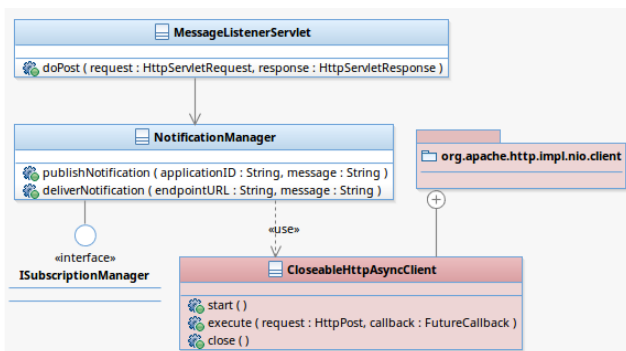 MessageListenerServlet
doPost ( request : HttpServletRequest, response : HttpServletResponse )
NotificationManager
publishNotification ( applicationID : String, message : String )
deliverNotification ( endpointURL : String, message : String )
org.apache.http.impl.nio.client
«use»
«interface»
ISubscriptionManager
CloseableHttpAsyncClient
start ( )
execute ( request : HttpPost, callback : FutureCallback )
close ( )